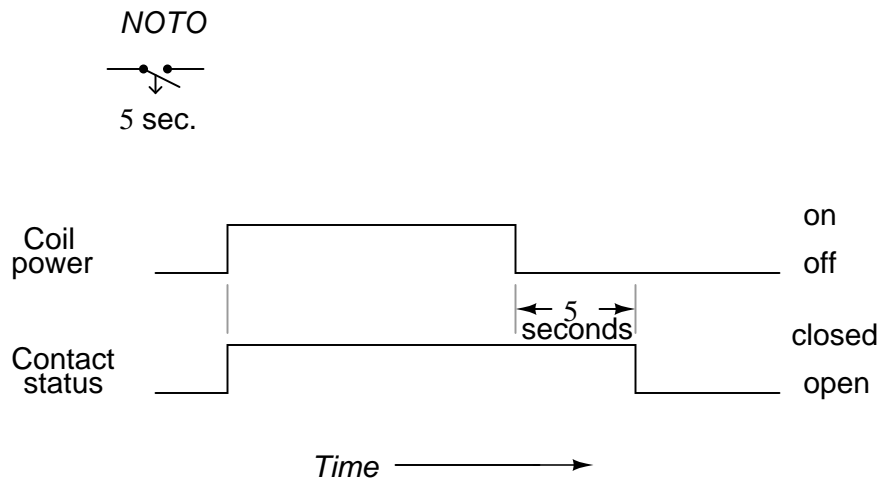 NOTO
5 sec.
Coil
power
on
off
5
seconds
Contact
status
closed
open
Time